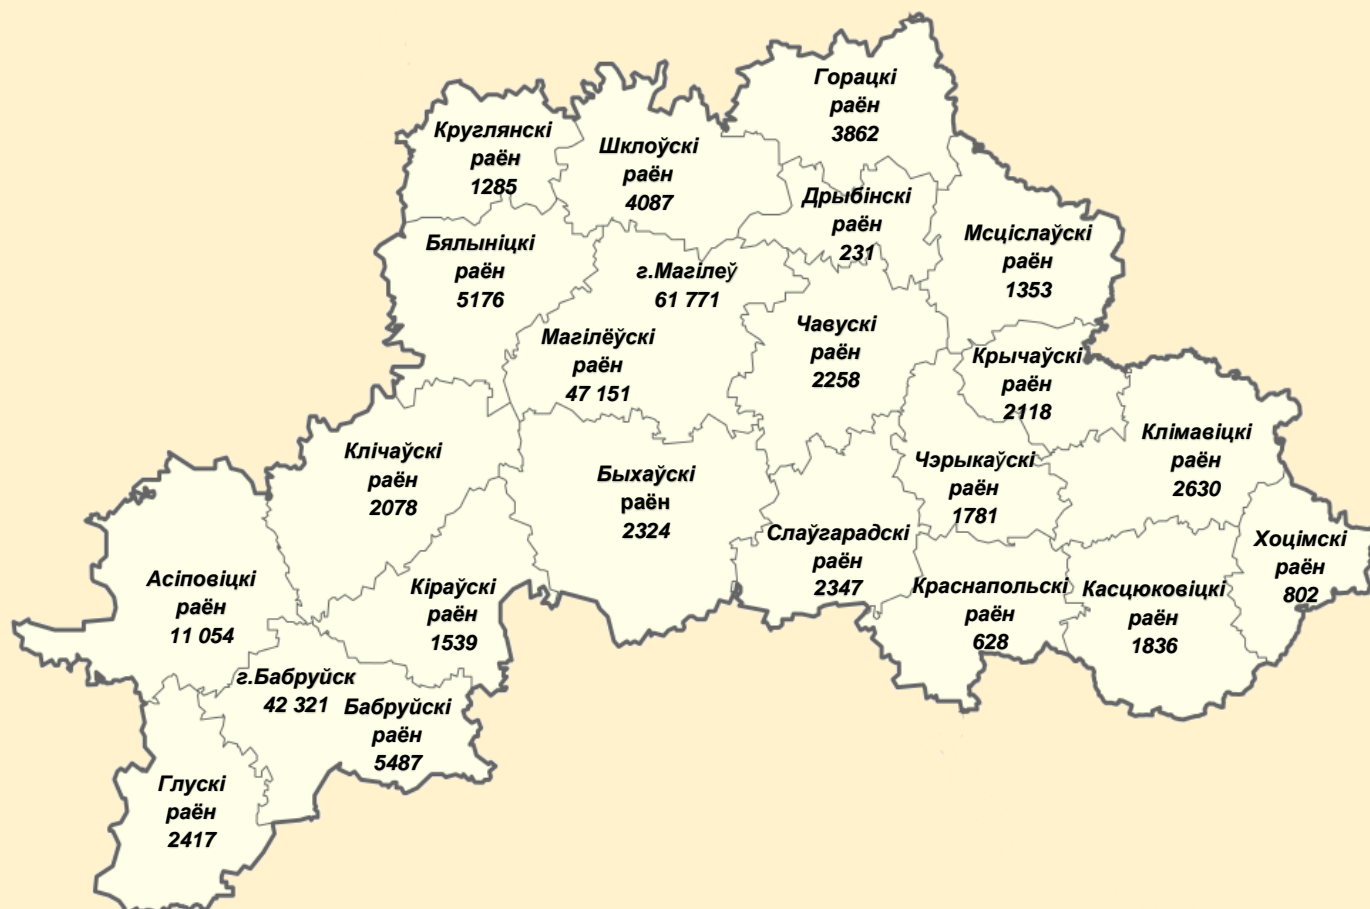 Горацкі
раён
3862
Круглянскі
раён
1285
Шклоўскі
раён
4087
Дрыбінскі
раён
231
Мсціслаўскі
раён
1353
Бялыніцкі
раён
5176
г.Магілеў
61 771
Магілёўскі
раён
47 151
Чавускі
раён
2258
Крычаўскі
раён
2118
Клімавіцкі
раён
2630
Клічаўскі
раён
2078
Быхаўскі
раён
2324
Чэрыкаўскі
раён
1781
Слаўгарадскі
раён
2347
Хоцімскі
раён
802
Асіповіцкі
раён
11 054
Кіраўскі
раён
1539
Краснапольскі
раён
628
Касцюковіцкі
раён
1836
г.Бабруйск
42 321
Бабруйскі
раён
5487
Глускі
раён
2417